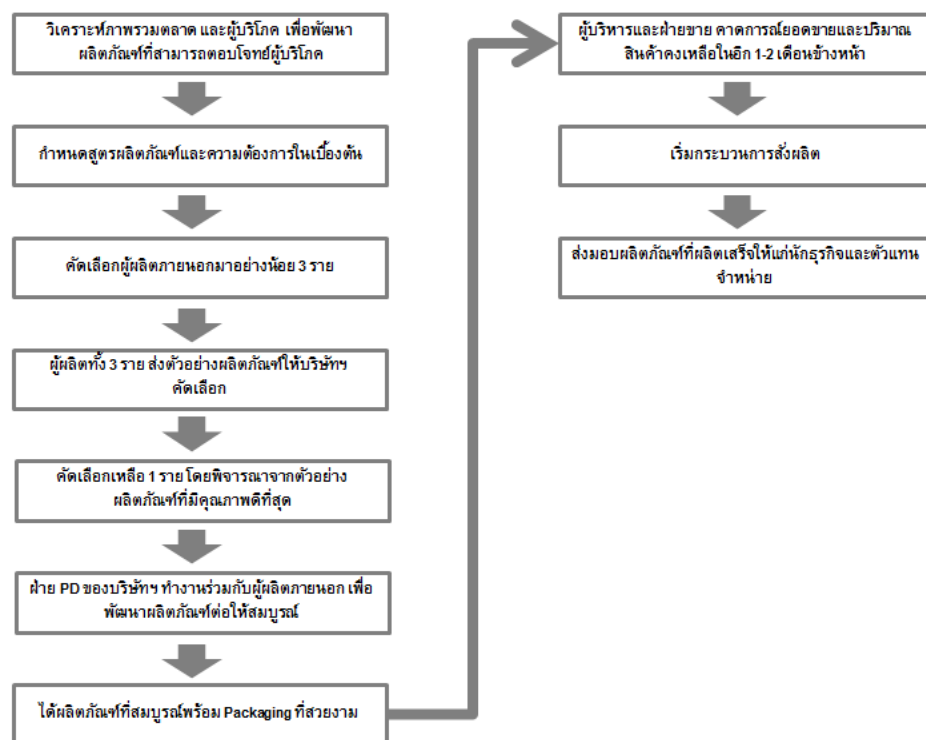 วิเคราะห์ภาพรวมตลาด และผู้บริโภค เพื่อพัฒนา
ผลิตภัณฑ์ที่สามารถตอบโจทย์ผู้บริโภค
กำหนดสูตรผลิตภัณฑ์และความต้องการในเบื้องต้น
คัดเลือกผู้ผลิตภายนอกมาอย่างน้อย 3 ราย
ผู้ผลิตทั้ง 3 ราย ส่งตัวอย่างผลิตภัณฑ์ให้บริษัทฯ
คัดเลือก
คัดเลือกเหลือ 1 ราย โดยพิจารณาจากตัวอย่าง
ผลิตภัณฑ์ที่มีคุณภาพดีที่สุด
ฝ่าย PD ของบริษัทฯ ทำงานร่วมกับผู้ผลิตภายนอก เพื่อ
พัฒนาผลิตภัณฑ์ต่อให้สมบูรณ์
ได้ผลิตภัณฑ์ที่สมบูรณ์พร้อม Packaging ที่สวยงาม
ผู้บริหารและฝ่ายขาย คาดการณ์ยอดขายและปริมาณ
สินค้าคงเหลือในอีก 1-2 เดือนข้างหน้า
เริ่มกระบวนการสั่งผลิต
ส่งมอบผลิตภัณฑ์ที่ผลิตเสร็จให้แก่นักธุรกิจและตัวแทน
จำหน่าย